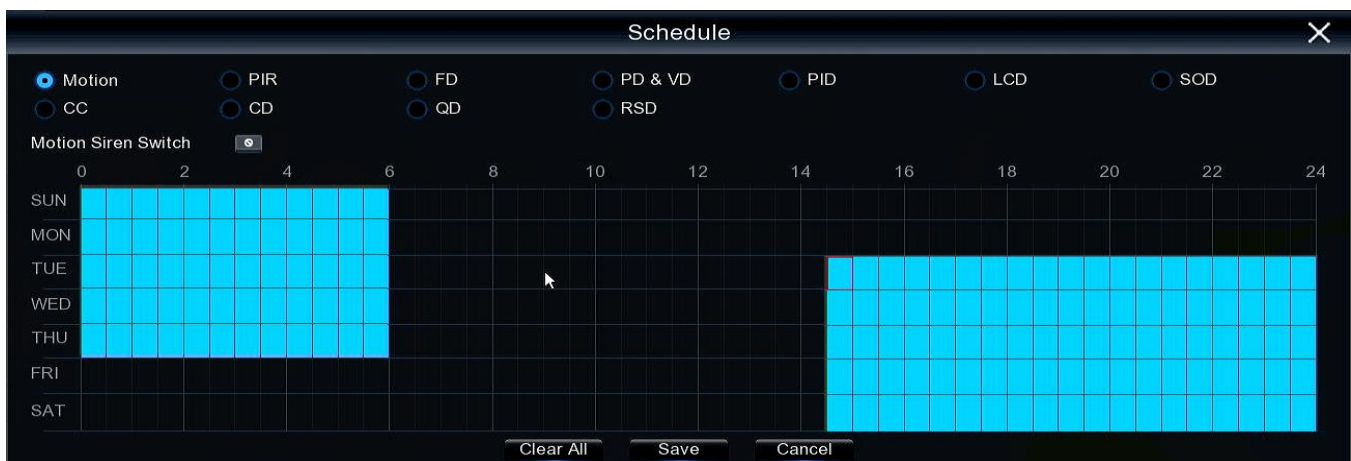 Schedule
Motion PIR FD PD & VD PID LCD SOD
CC CD QD RSD
Motion Siren Switch
0 2 4 6 8 10 12 14 16 18 20 22 24
SUN
MON
TUE
WED
THU
FRI
SAT
Clear All Save Cancel